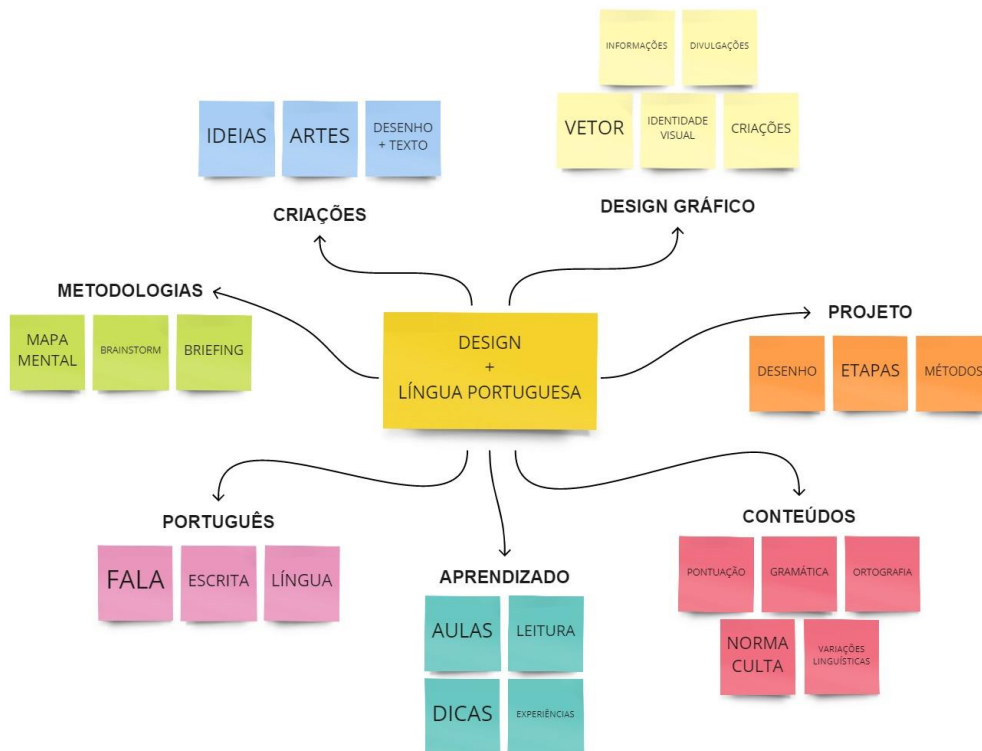 INFORMAÇÕES
DIVULGAÇÕES
VETOR
IDENTIDADE
VISUAL
CRIAÇÕES
DESIGN GRÁFICO
IDEIAS
ARTES
DESENHO
+ TEXTO
CRIAÇÕES
METODOLOGIAS
MAPA
MENTAL
BRAINSTORM
BRIEFING
DESIGN
+
LÍNGUA PORTUGUESA
PROJETO
DESENHO
ETAPAS
MÉTODOS
PORTUGUÊS
FALA
ESCRITA
LÍNGUA
APRENDIZADO
AULAS
LEITURA
DICAS
EXPERIÊNCIAS
CONTEÚDOS
PONTUAÇÃO
GRAMÁTICA
ORTOGRAFIA
NORMA
CULTA
VARIAÇÕES
LINGUÍSTICAS